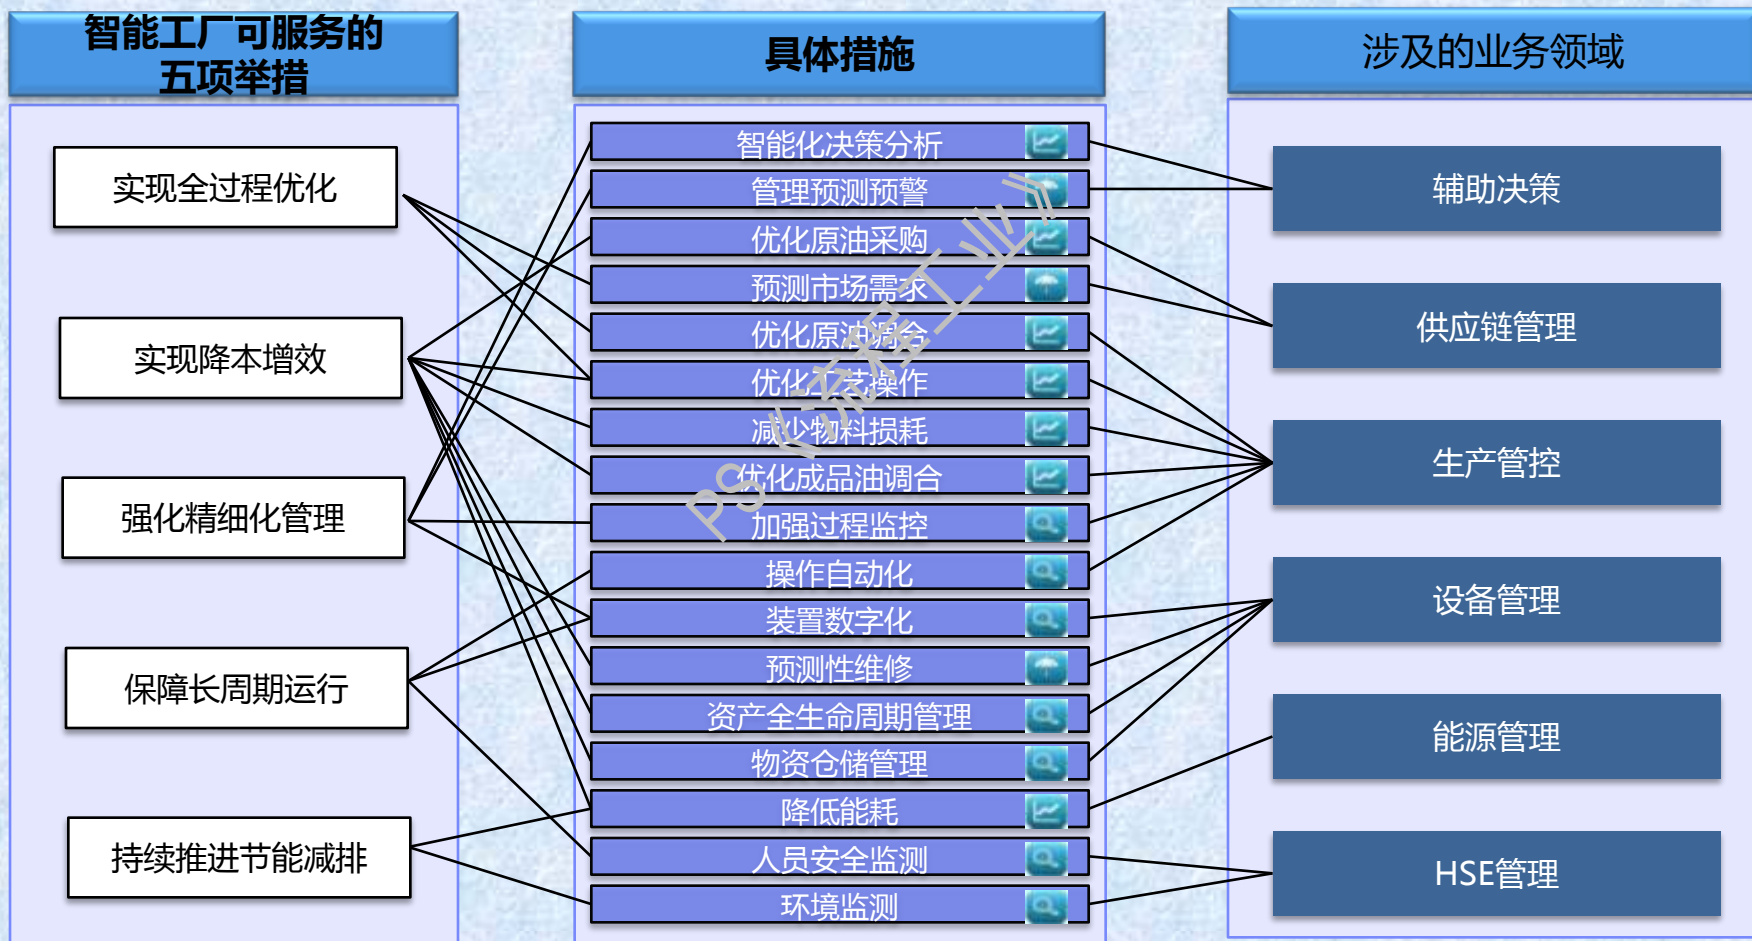 智能工厂可服务的
五项举措
实现全过程优化
实现降本增效
强化精细化管理
保障长周期运行
持续推进节能减排
具体措施
智能化决策分析
管理预测预警
优化原油采购
预测市场需求
优化原油调合
优化工艺操作
减少物料损耗
优化成品油调合
加强过程监控
操作自动化
装置数字化
预测性维修
资产全生命周期管理
物资仓储管理
降低能耗
人员安全监测
环境监测
涉及的业务领域
辅助决策
供应链管理
生产管控
设备管理
能源管理
HSE管理
PS《流程工业》